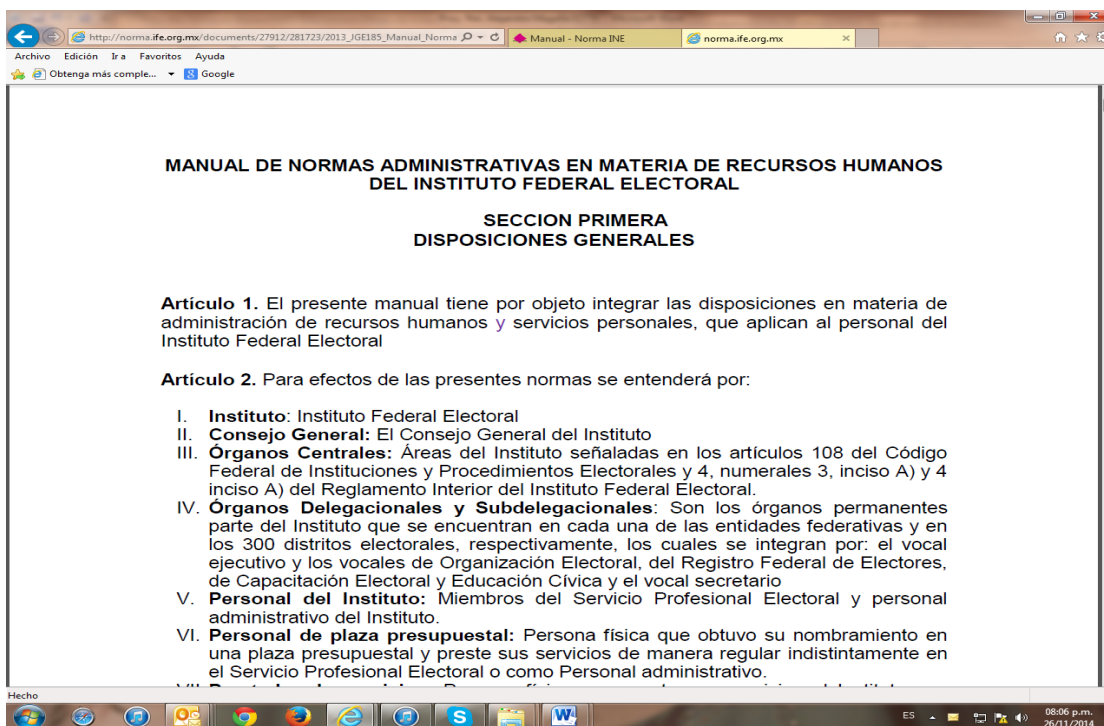 http://norma.ife.org.mx/documents/27912/281723/2013_JGE185_Manual_Norma
Manual - Norma INE
norma.ife.org.mx
Archivo Edición Ir a Favoritos Ayuda
Obtenga más comple... Google
MANUAL DE NORMAS ADMINISTRATIVAS EN MATERIA DE RECURSOS HUMANOS
DEL INSTITUTO FEDERAL ELECTORAL
SECCION PRIMERA
DISPOSICIONES GENERALES
Artículo 1. El presente manual tiene por objeto integrar las disposiciones en materia de
administración de recursos humanos y servicios personales, que aplican al personal del
Instituto Federal Electoral
Artículo 2. Para efectos de las presentes normas se entenderá por:
I. Instituto: Instituto Federal Electoral
II. Consejo General: El Consejo General del Instituto
III. Órganos Centrales: Áreas del Instituto señaladas en los artículos 108 del Código
Federal de Instituciones y Procedimientos Electorales y 4, numerales 3, inciso A) y 4
inciso A) del Reglamento Interior del Instituto Federal Electoral.
IV. Órganos Delegacionales y Subdelegacionales: Son los órganos permanentes
parte del Instituto que se encuentran en cada una de las entidades federativas y en
los 300 distritos electorales, respectivamente, los cuales se integran por: el vocal
ejecutivo y los vocales de Organización Electoral, del Registro Federal de Electores,
de Capacitación Electoral y Educación Cívica y el vocal secretario
V. Personal del Instituto: Miembros del Servicio Profesional Electoral y personal
administrativo del Instituto.
VI. Personal de plaza presupuestal: Persona física que obtuvo su nombramiento en
una plaza presupuestal y preste sus servicios de manera regular indistintamente en
el Servicio Profesional Electoral o como Personal administrativo.
Hecho
ES
08:06 p.m.
26/11/2014